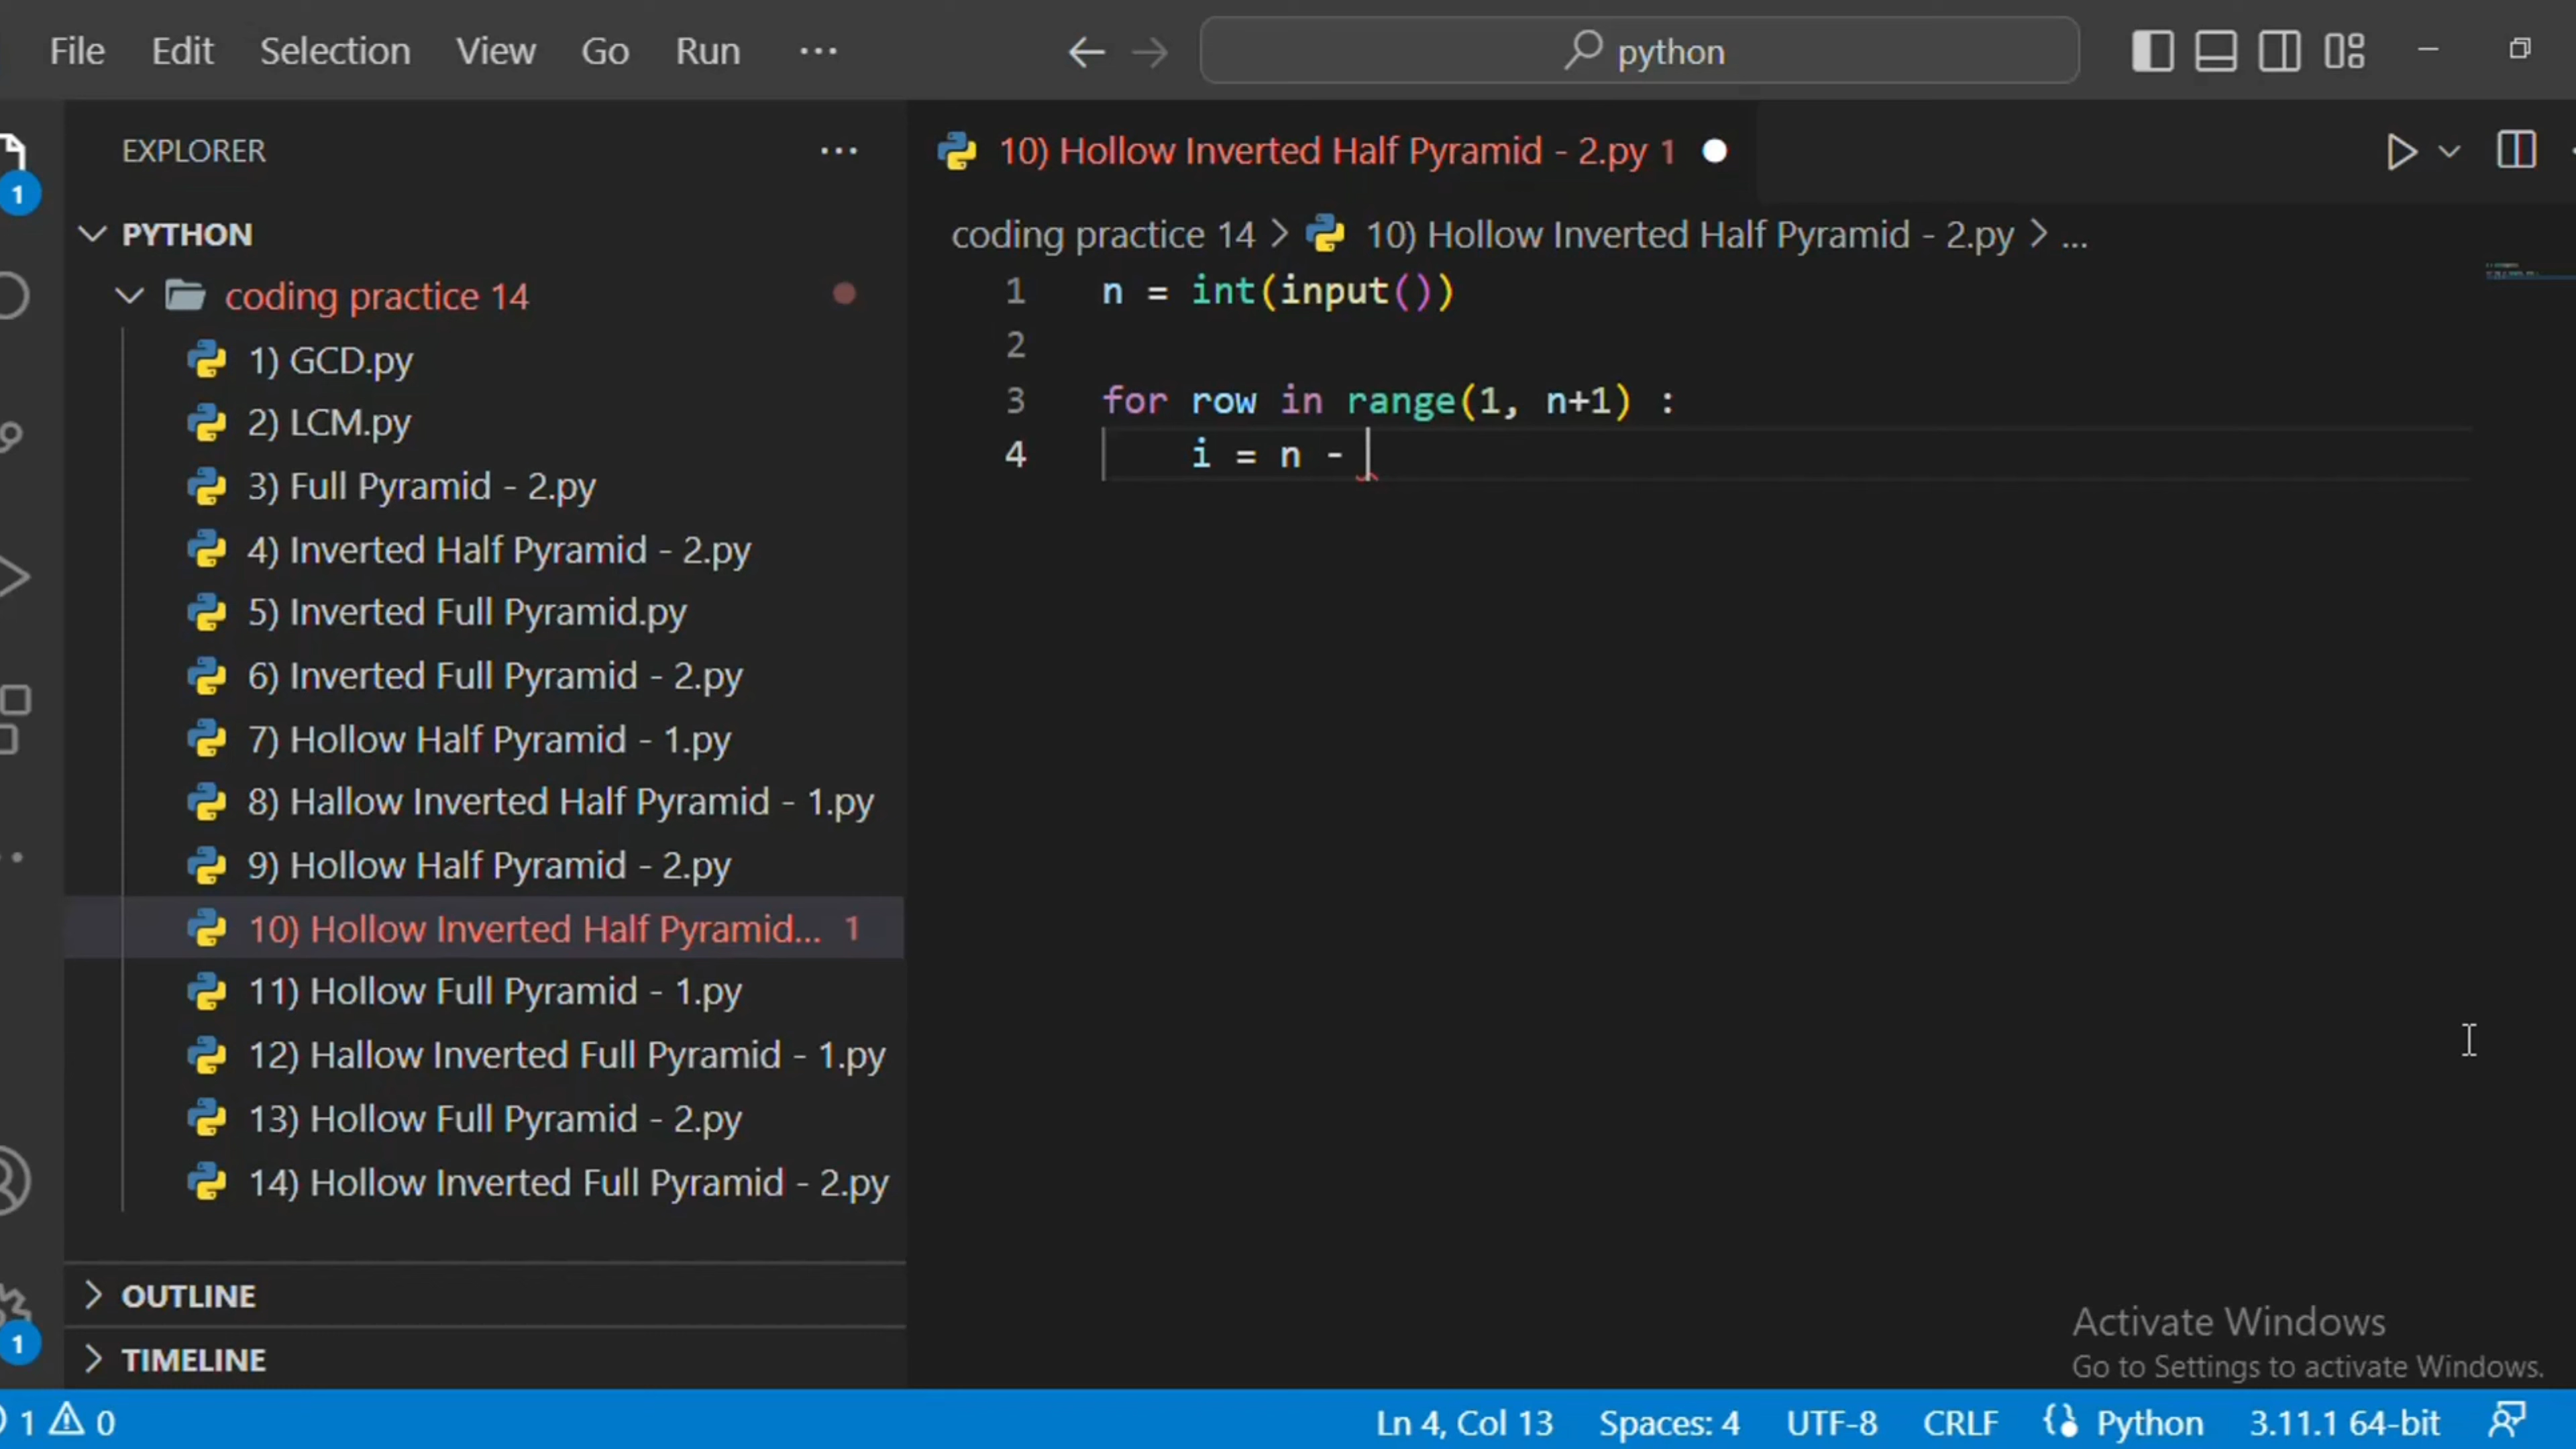 File Edit Selection View Go Run ... python
EXPLORER ...
1
PYTHON
coding practice 14
1) GCD.py
2) LCM.py
3) Full Pyramid - 2.py
4) Inverted Half Pyramid - 2.py
5) Inverted Full Pyramid.py
6) Inverted Full Pyramid - 2.py
7) Hollow Half Pyramid - 1.py
8) Hallow Inverted Half Pyramid - 1.py
9) Hollow Half Pyramid - 2.py
10) Hollow Inverted Half Pyramid... 1
11) Hollow Full Pyramid - 1.py
12) Hallow Inverted Full Pyramid - 1.py
13) Hollow Full Pyramid - 2.py
14) Hollow Inverted Full Pyramid - 2.py
OUTLINE
1
TIMELINE
10) Hollow Inverted Half Pyramid - 2.py 1
coding practice 14 > 10) Hollow Inverted Half Pyramid - 2.py > ...
1 n = int(input())
2
3 for row in range(1, n+1) :
4 i = n -
Activate Windows
Go to Settings to activate Windows.
1 0 Ln 4, Col 13 Spaces: 4 UTF-8 CRLF Python 3.11.1 64-bit